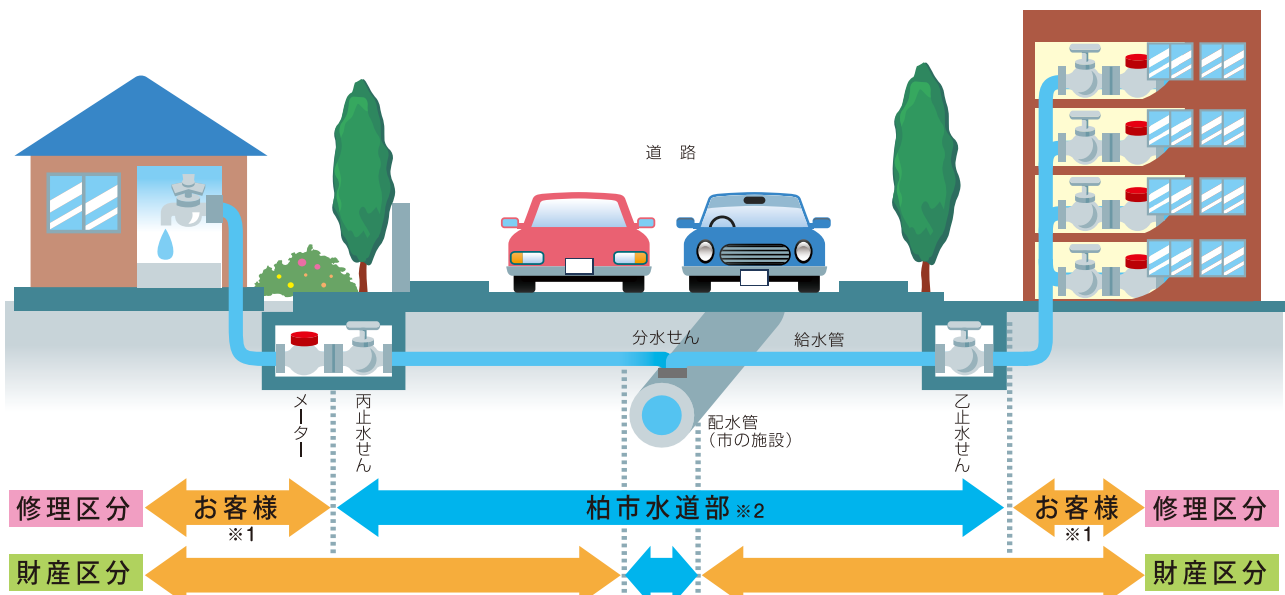 道 路
分水せん
給水管
メーター
丙止水せん
配水管
（市の施設）
乙止水せん
修理区分
お客様
※1
柏市水道部 ※2
お客様
※1
修理区分
財産区分
財産区分